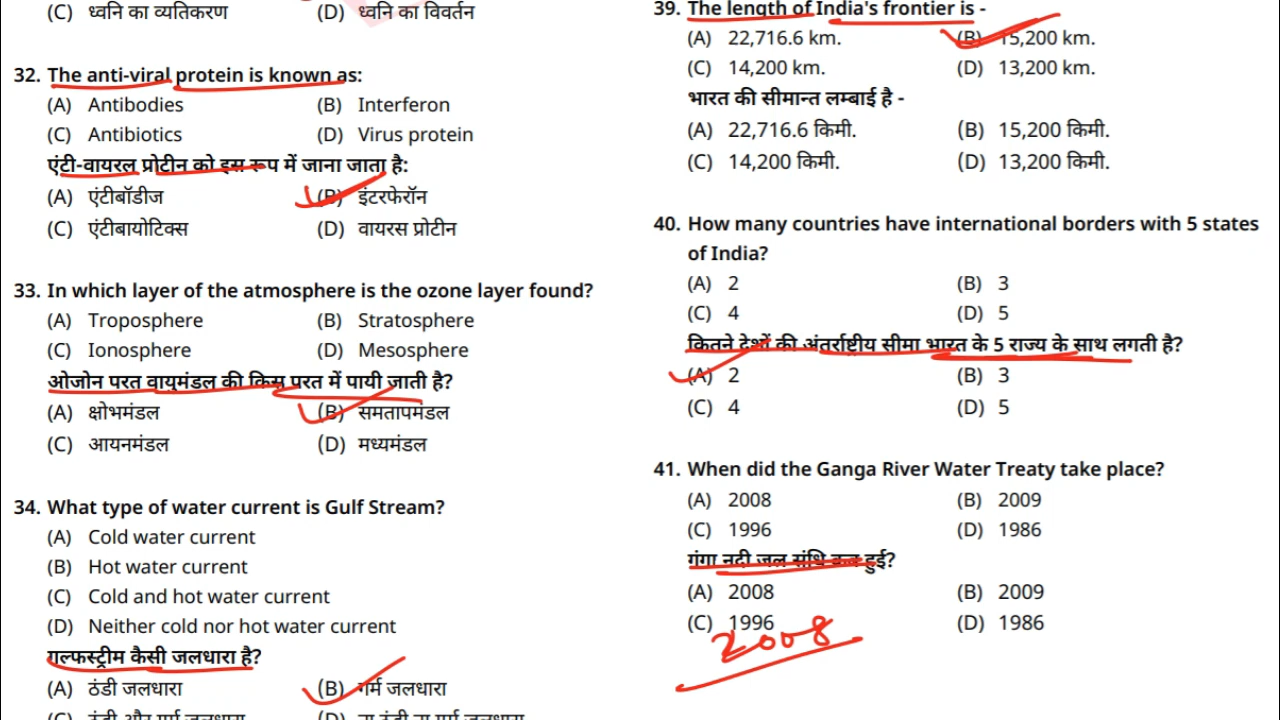 (C) ध्वनि का व्यतिकरण (D) ध्वनि का विवर्तन
32. The anti-viral protein is known as:
(A) Antibodies (B) Interferon
(C) Antibiotics (D) Virus protein
एंटी-वायरल प्रोटीन को इस रूप में जाना जाता है:
(A) एंटीबॉडीज (B) इंटरफेरॉन
(C) एंटीबायोटिक्स (D) वायरस प्रोटीन
33. In which layer of the atmosphere is the ozone layer found?
(A) Troposphere (B) Stratosphere
(C) Ionosphere (D) Mesosphere
ओजोन परत वायुमंडल की किस परत में पायी जाती है?
(A) क्षोभमंडल (B) समतापमंडल
(C) आयनमंडल (D) मध्यमंडल
34. What type of water current is Gulf Stream?
(A) Cold water current
(B) Hot water current
(C) Cold and hot water current
(D) Neither cold nor hot water current
गल्फस्ट्रीम कैसी जलधारा है?
(A) ठंडी जलधारा (B) गर्म जलधारा
(C) ठंडी और गर्म जलधारा (D) ना ठंडी ना गर्म जलधारा
39. The length of India's frontier is -
(A) 22,716.6 km. (B) 15,200 km.
(C) 14,200 km. (D) 13,200 km.
भारत की सीमान्त लम्बाई है -
(A) 22,716.6 किमी. (B) 15,200 किमी.
(C) 14,200 किमी. (D) 13,200 किमी.
40. How many countries have international borders with 5 states
of India?
(A) 2 (B) 3
(C) 4 (D) 5
कितने देशों की अंतर्राष्ट्रीय सीमा भारत के 5 राज्य के साथ लगती है?
(A) 2 (B) 3
(C) 4 (D) 5
41. When did the Ganga River Water Treaty take place?
(A) 2008 (B) 2009
(C) 1996 (D) 1986
गंगा नदी जल संधि कब हुई?
(A) 2008 (B) 2009
(C) 1996 (D) 1986
2008